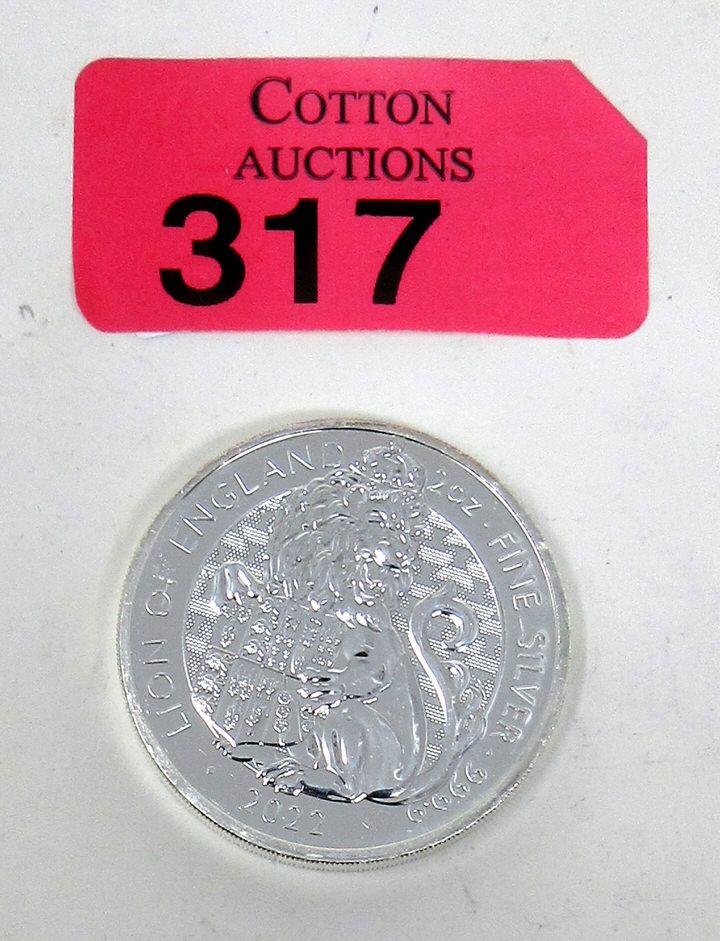 COTTON
AUCTIONS
317
LION OF ENGLAND · 2oz · FINE SILVER · 999.9
2022